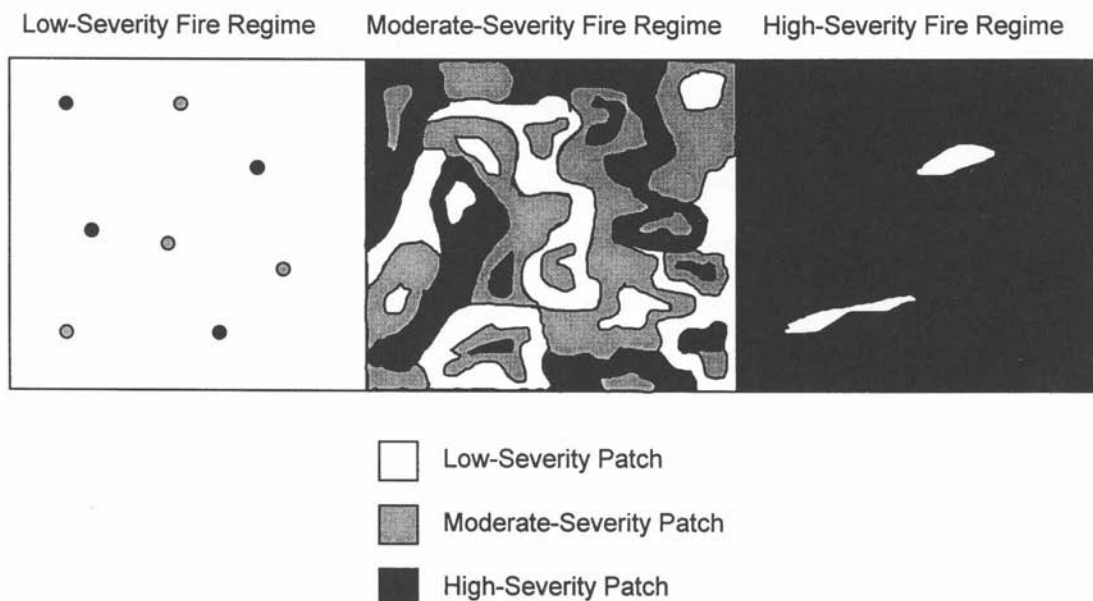 Low-Severity Fire Regime
Moderate-Severity Fire Regime
High-Severity Fire Regime
Low-Severity Patch
Moderate-Severity Patch
High-Severity Patch